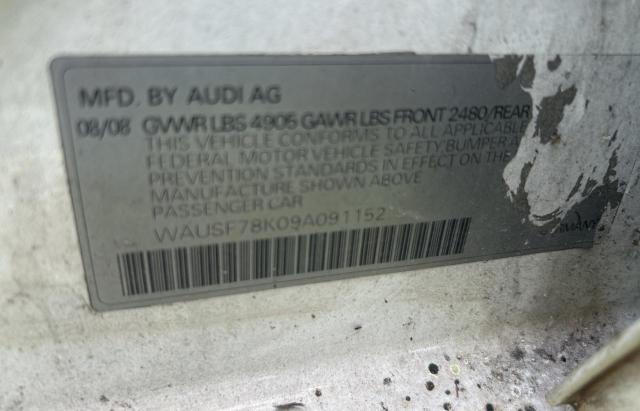 MFD. BY AUDI AG
08/08 GVWR LBS 4905 GAWR LBS FRONT 2480/REAR
THIS VEHICLE CONFORMS TO ALL APPLICABLE
FEDERAL MOTOR VEHICLE SAFETY BUMPER A
PREVENTION STANDARDS IN EFFECT ON THE
MANUFACTURE SHOWN ABOVE
PASSENGER CAR
WAUSF78K09A091152